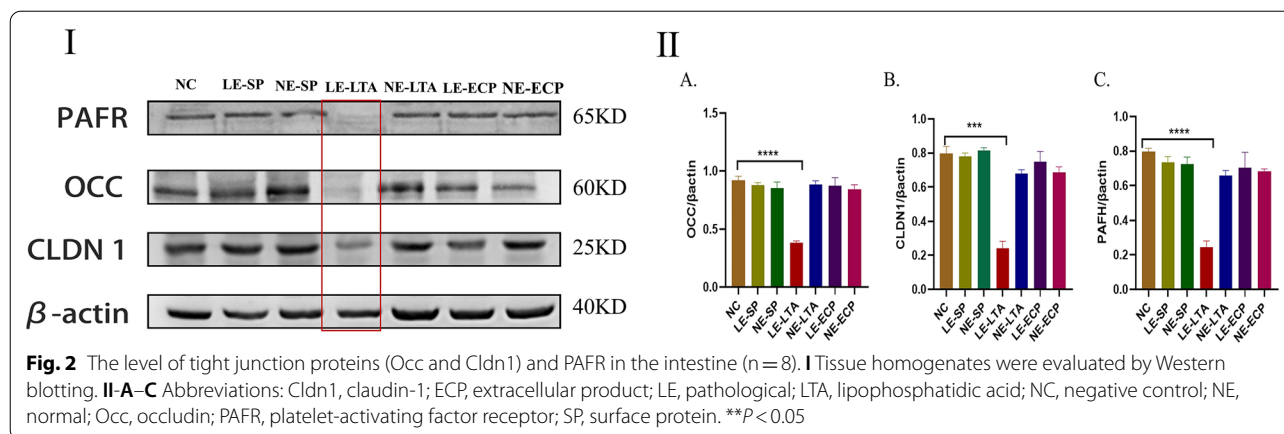 I
NC LE-SP NE-SP LE-LTA NE-LTA LE-ECP NE-ECP
PAFR 65KD
OCC 60KD
CLDN 1 25KD
β-actin 40KD
II
A.
****
OCC/βactin
1.5
1.0
0.5
0.0
NC LE-SP NE-SP LE-LTA NE-LTA LE-ECP NE-ECP
B.
***
CLDN1/βactin
1.0
0.8
0.6
0.4
0.2
0.0
NC LE-SP NE-SP LE-LTA NE-LTA LE-ECP NE-ECP
C.
****
PAFH/βactin
1.0
0.8
0.6
0.4
0.2
0.0
NC LE-SP NE-SP LE-LTA NE-LTA LE-ECP NE-ECP
Fig. 2 The level of tight junction proteins (Occ and Cldn1) and PAFR in the intestine (n = 8). I Tissue homogenates were evaluated by Western
blotting. II-A–C Abbreviations: Cldn1, claudin-1; ECP, extracellular product; LE, pathological; LTA, lipophosphatidic acid; NC, negative control; NE,
normal; Occ, occludin; PAFR, platelet-activating factor receptor; SP, surface protein. **P < 0.05